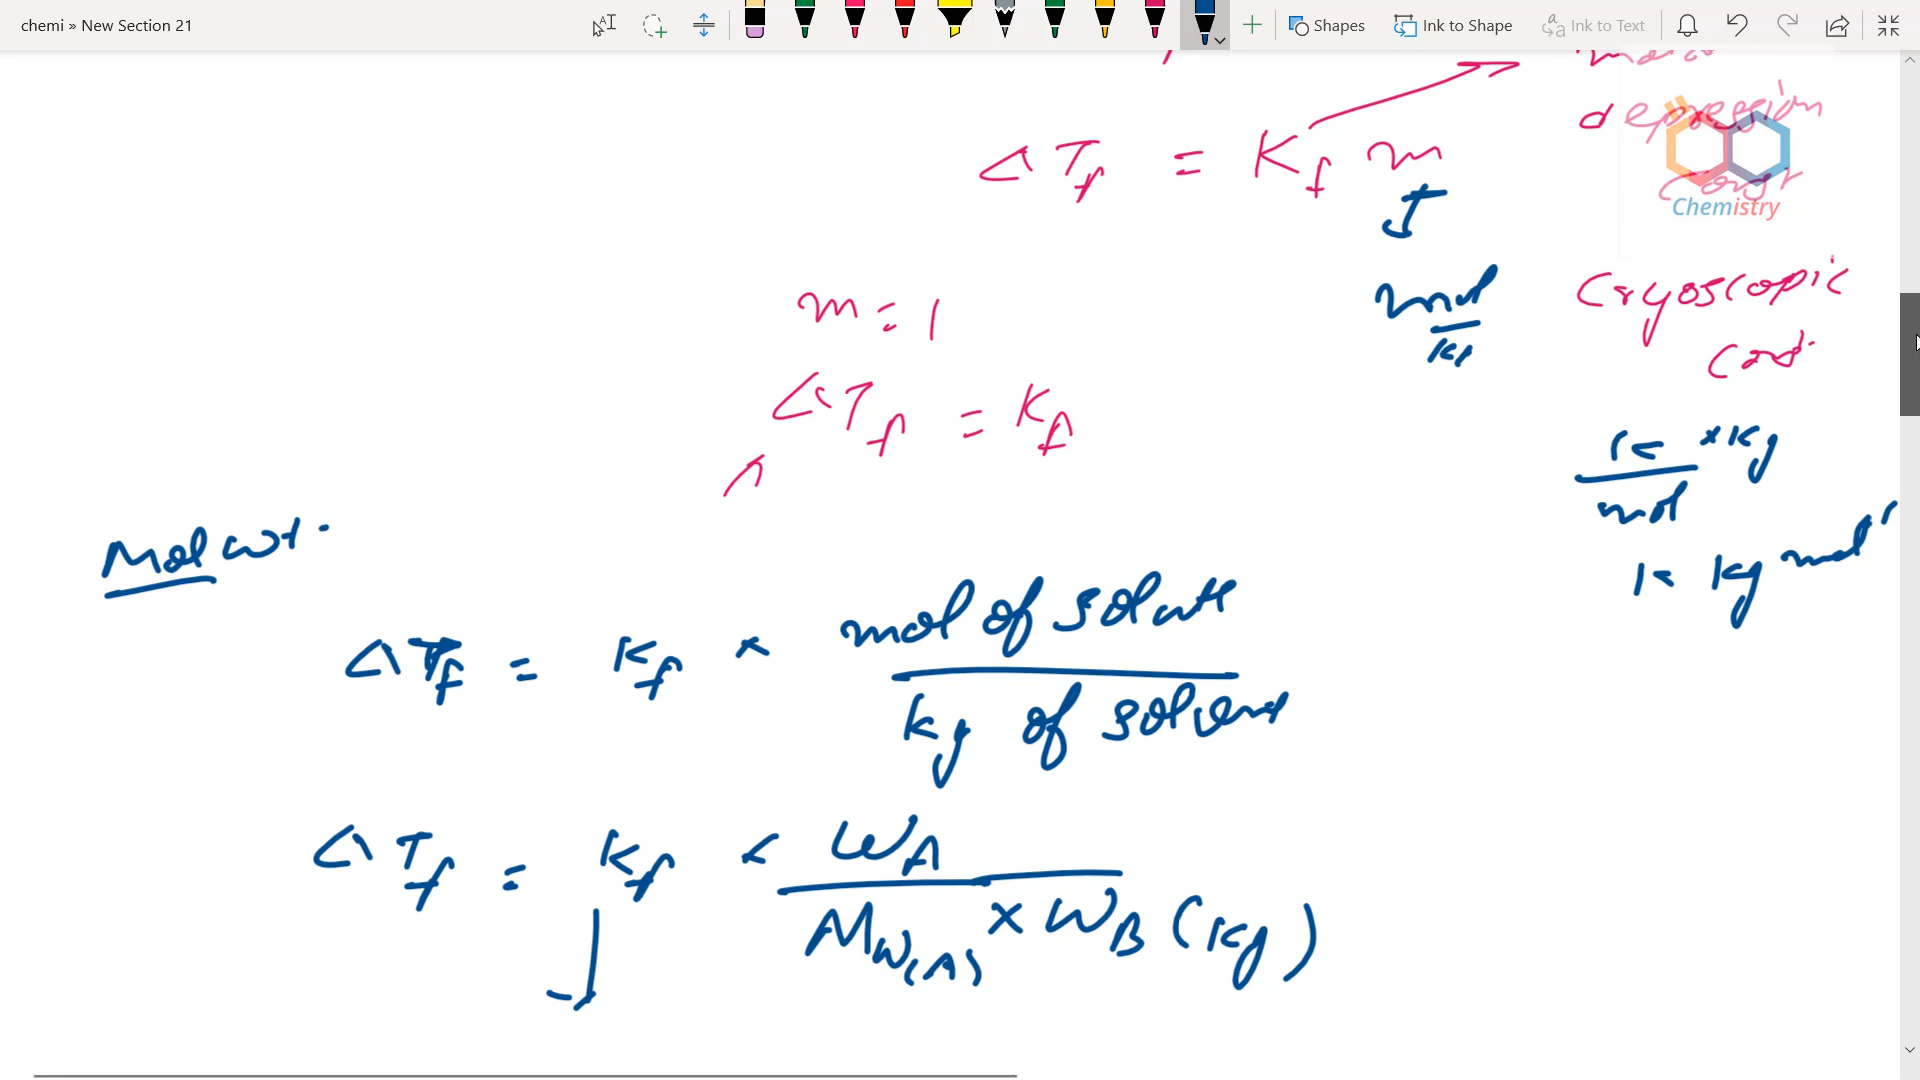 chemi » New Section 21
Shapes
Ink to Shape
Ink to Text
depression
const
Chemistry
ΔTf = Kf m
mol
kg
Cryoscopic
Const.
m = 1
ΔTf = Kf
K × Kg
mol
K Kg mol⁻¹
Mol wt.
ΔTf = Kf × mol of solute
kg of solvent
ΔTf = Kf × WA
Mw(A) × WB (Kg)